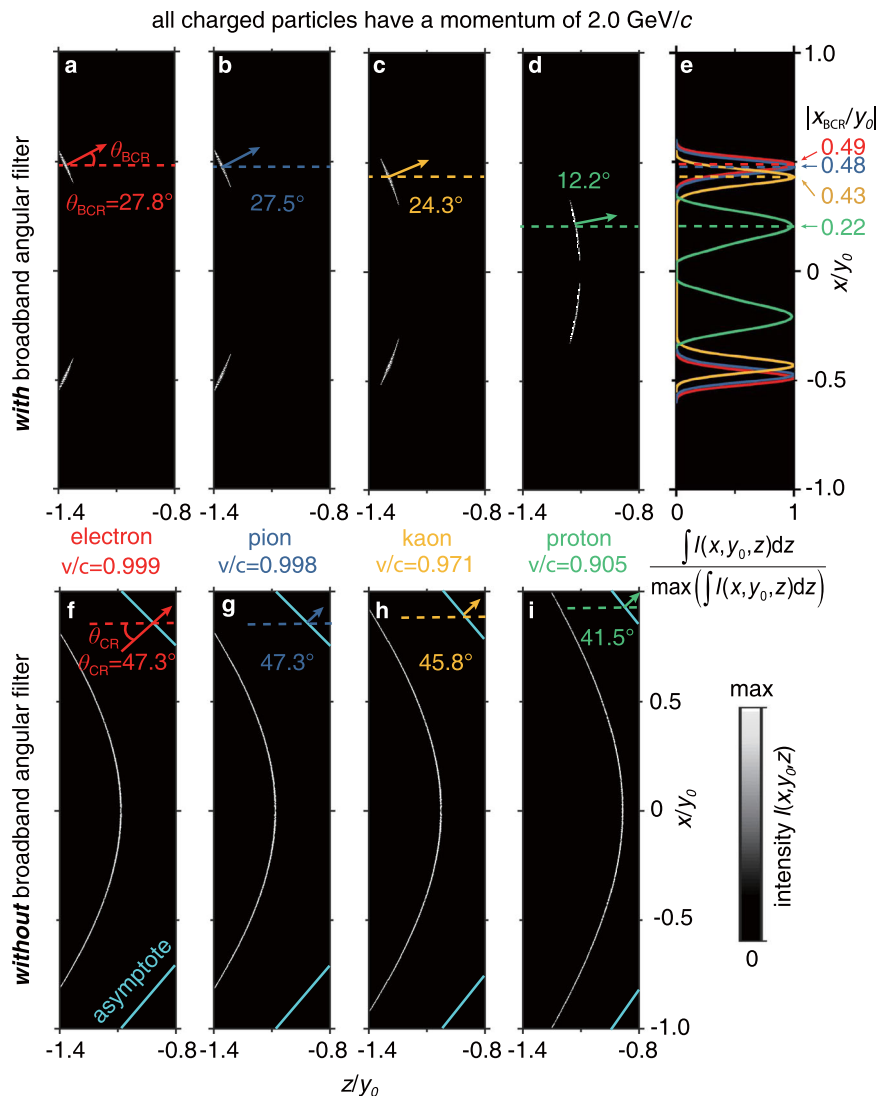 all charged particles have a momentum of 2.0 GeV/c
with broadband angular filter
a
θBCR
θBCR=27.8°
b
27.5°
c
24.3°
d
12.2°
e
|xBCR/y0|
0.49
0.48
0.43
0.22
1.0
0
-0.5
-1.0
x/y0
-1.4 -0.8
-1.4 -0.8
-1.4 -0.8
-1.4 -0.8
0 1
∫I(x,y0,z)dz
max(∫I(x,y0,z)dz)
electron
v/c=0.999
pion
v/c=0.998
kaon
v/c=0.971
proton
v/c=0.905
without broadband angular filter
f
θCR
θCR=47.3°
asymptote
g
47.3°
h
45.8°
i
41.5°
0.5
0
-0.5
-1.0
x/y0
-1.4 -0.8
-1.4 -0.8
-1.4 -0.8
-1.4 -0.8
z/y0
max
intensity I(x,y0,z)
0